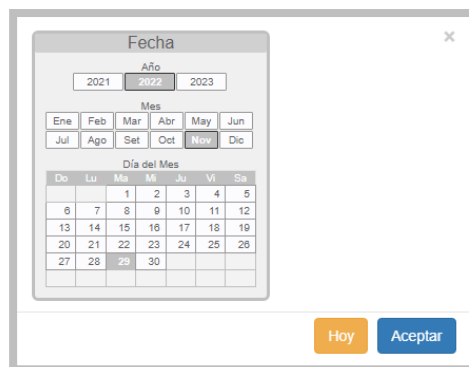 Fecha
×
Año
2021 2022 2023
Mes
Ene Feb Mar Abr May Jun
Jul Ago Set Oct Nov Dic
Día del Mes
Do Lu Ma Mi Ju Vi Sa
1 2 3 4 5
6 7 8 9 10 11 12
13 14 15 16 17 18 19
20 21 22 23 24 25 26
27 28 29 30
Hoy Aceptar